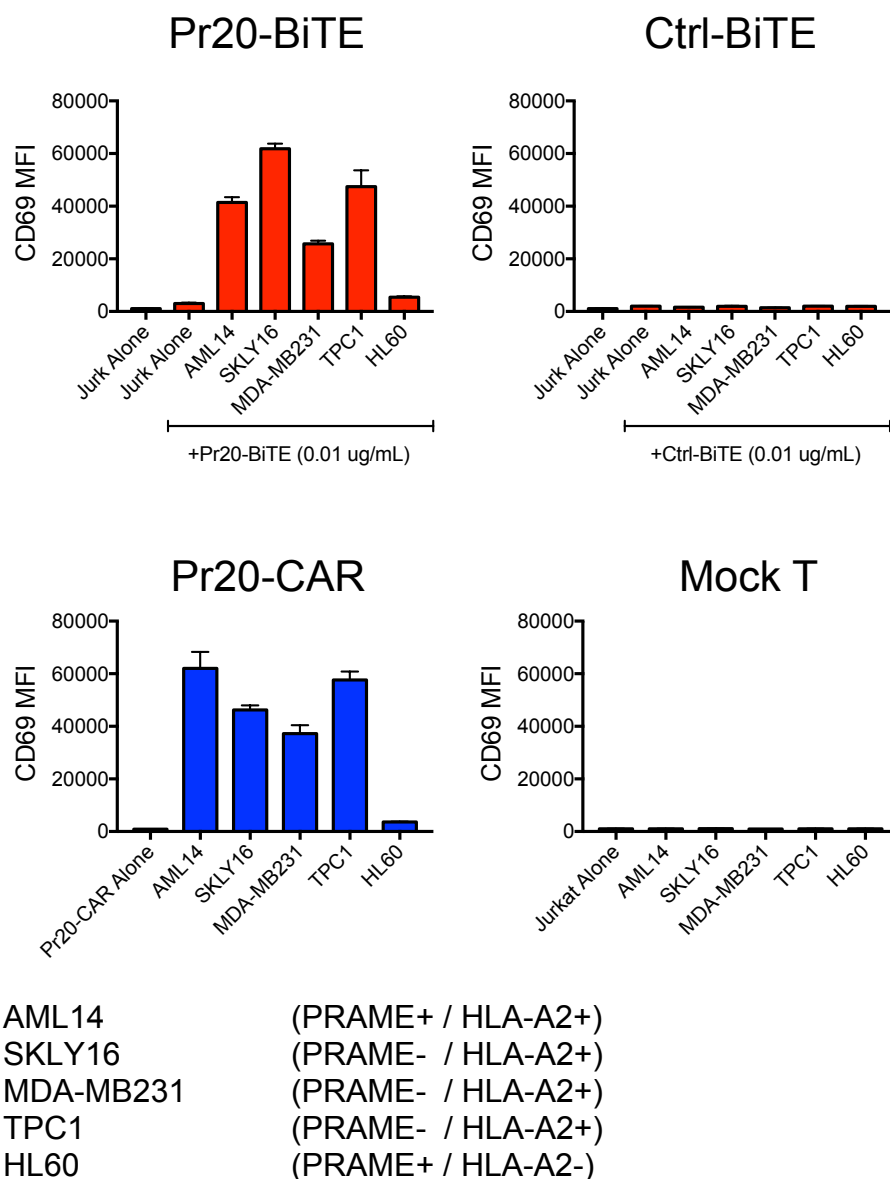 Pr20-BiTE
Ctrl-BiTE
CD69 MFI
80000
60000
40000
20000
0
Jurk Alone
Jurk Alone
AML14
SKLY16
MDA-MB231
TPC1
HL60
+Pr20-BiTE (0.01 ug/mL)
CD69 MFI
80000
60000
40000
20000
0
Jurk Alone
Jurk Alone
AML14
SKLY16
MDA-MB231
TPC1
HL60
+Ctrl-BiTE (0.01 ug/mL)
Pr20-CAR
Mock T
CD69 MFI
80000
60000
40000
20000
0
Pr20-CAR Alone
AML14
SKLY16
MDA-MB231
TPC1
HL60
CD69 MFI
80000
60000
40000
20000
0
Jurkat Alone
AML14
SKLY16
MDA-MB231
TPC1
HL60
AML14 (PRAME+ / HLA-A2+)
SKLY16 (PRAME- / HLA-A2+)
MDA-MB231 (PRAME- / HLA-A2+)
TPC1 (PRAME- / HLA-A2+)
HL60 (PRAME+ / HLA-A2-)